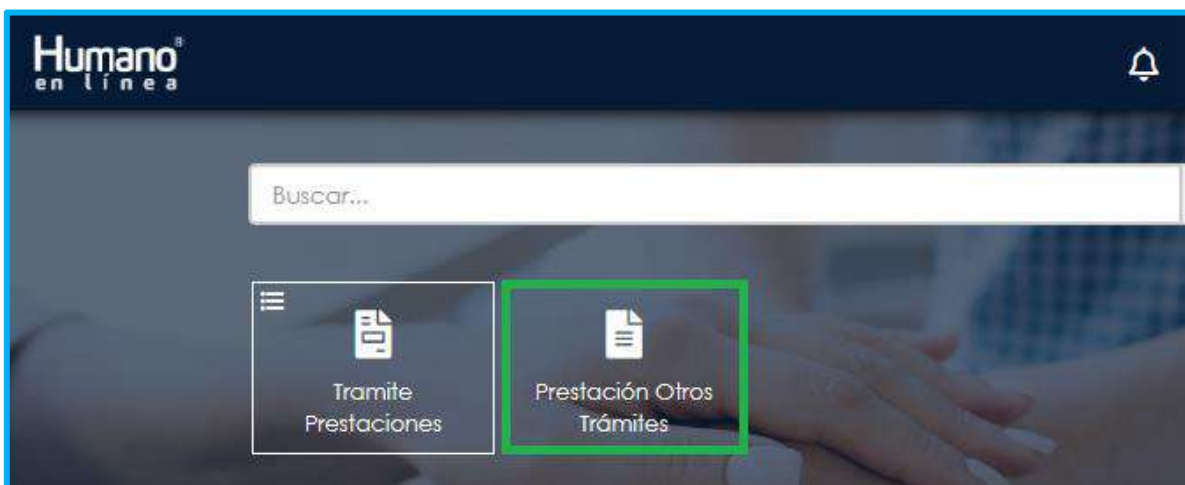 Humano®
en línea
Buscar...
Tramite
Prestaciones
Prestación Otros
Trámites